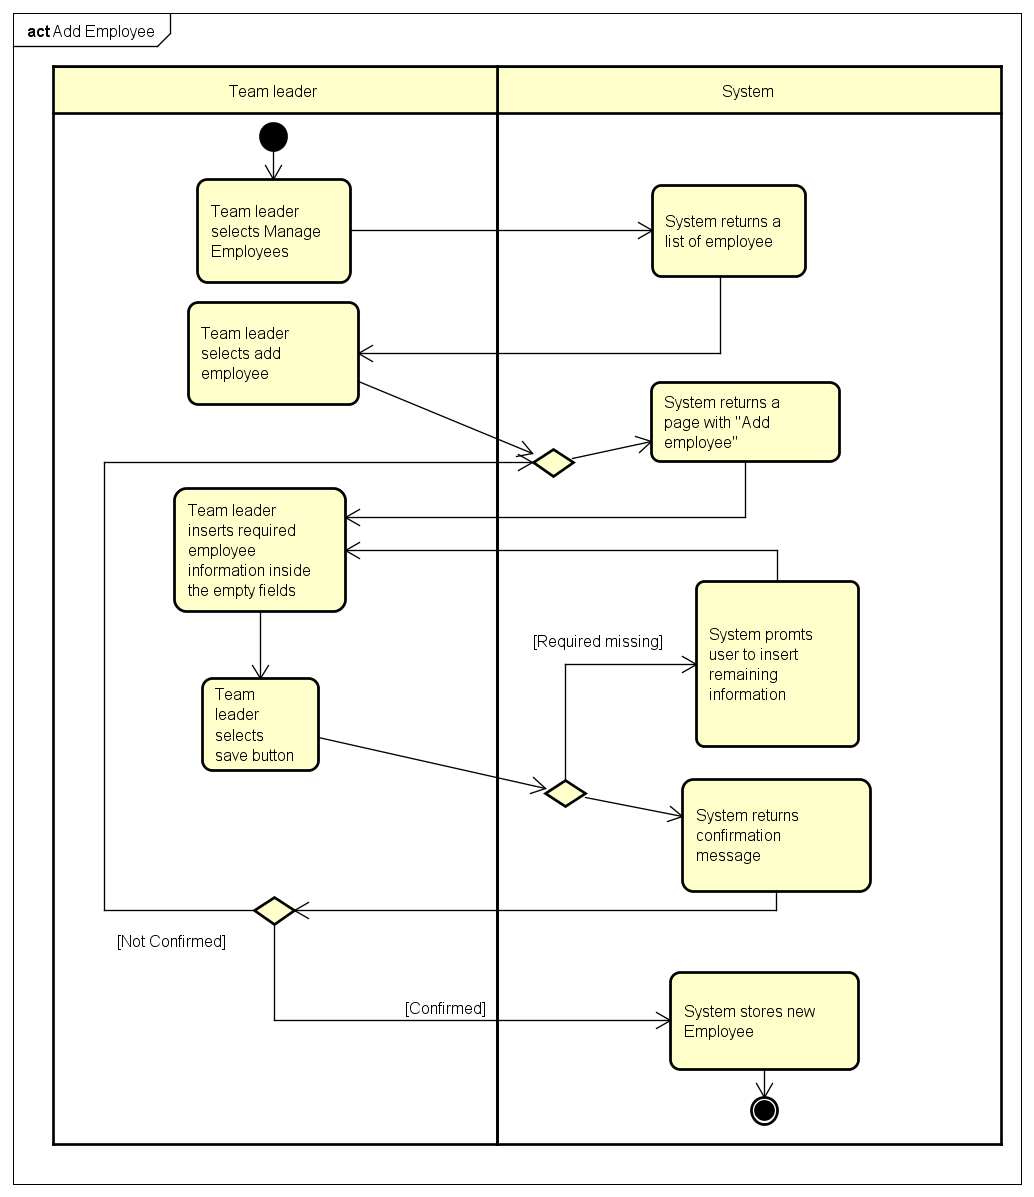 act Add Employee
Team leader
System
Team leader
selects Manage
Employees
System returns a
list of employee
Team leader
selects add
employee
System returns a
page with "Add
employee"
Team leader
inserts required
employee
information inside
the empty fields
[Required missing]
System promts
user to insert
remaining
information
Team
leader
selects
save button
System returns
confirmation
message
[Not Confirmed]
[Confirmed]
System stores new
Employee